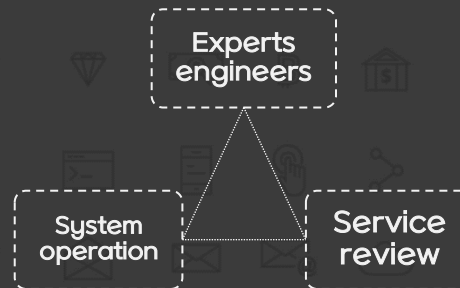 Experts
engineers
System
operation
Service
review